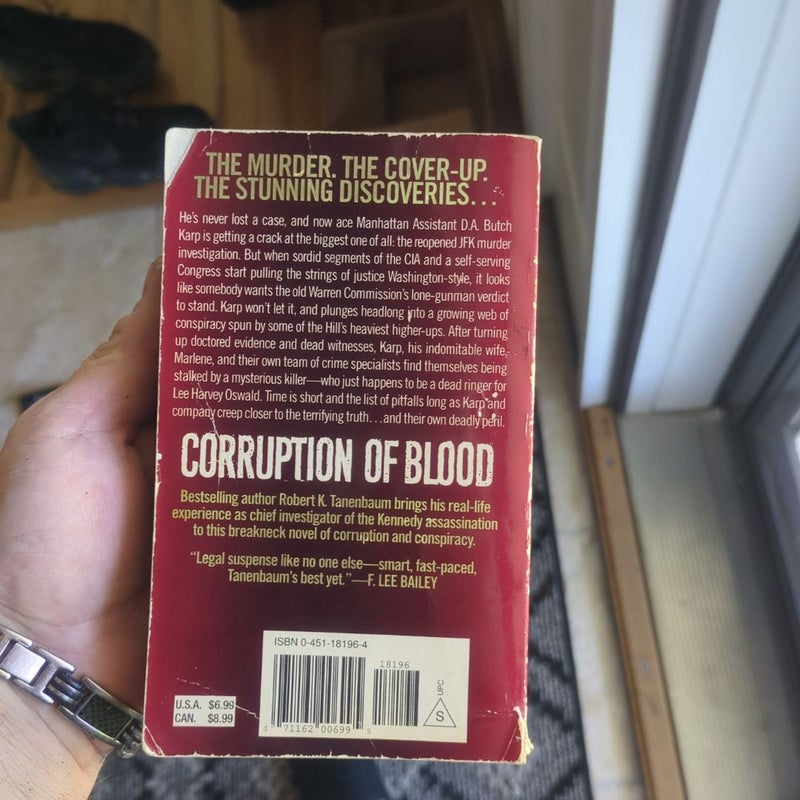 THE MURDER. THE COVER-UP.
THE STUNNING DISCOVERIES...
He's never lost a case, and now ace Manhattan Assistant D.A. Butch
Karp is getting a crack at the biggest one of all: the reopened JFK murder
investigation. But when sordid segments of the CIA and a self-serving
Congress start pulling the strings of justice Washington-style, it looks
like somebody wants the old Warren Commission's lone-gunman verdict
to stand. Karp won't let it, and plunges headlong into a growing web of
conspiracy spun by some of the Hill's heaviest higher-ups. After turning
up doctored evidence and dead witnesses, Karp, his indomitable wife,
Marlene, and their own team of crime specialists find themselves being
stalked by a mysterious killer—who just happens to be a dead ringer for
Lee Harvey Oswald. Time is short and the list of pitfalls long as Karp and
company creep closer to the terrifying truth...and their own deadly peril.
CORRUPTION OF BLOOD
Bestselling author Robert K. Tanenbaum brings his real-life
experience as chief investigator of the Kennedy assassination
to this breakneck novel of corruption and conspiracy.
"Legal suspense like no one else—smart, fast-paced,
Tanenbaum's best yet."—F. LEE BAILEY
ISBN 0-451-18196-4
18196
UPC
S
U.S.A. $6.99
CAN. $8.99
0 71162 00699 5